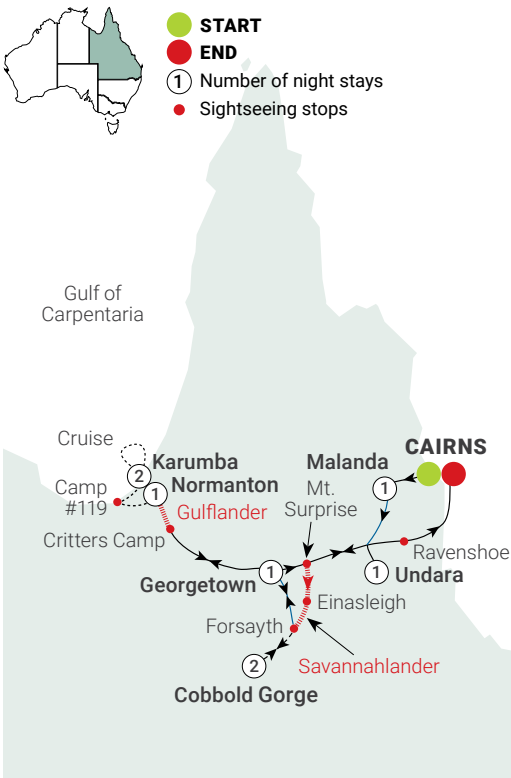 START
END
1 Number of night stays
Sightseeing stops
Gulf of
Carpentaria
Cruise
2
Karumba
CAIRNS
Malanda
1
Camp
#119
1
Normanton
Mt.
Surprise
Gulflander
Critters Camp
Ravenshoe
Georgetown
1
1
Undara
Einasleigh
Forsayth
2
Savannahlander
Cobbold Gorge